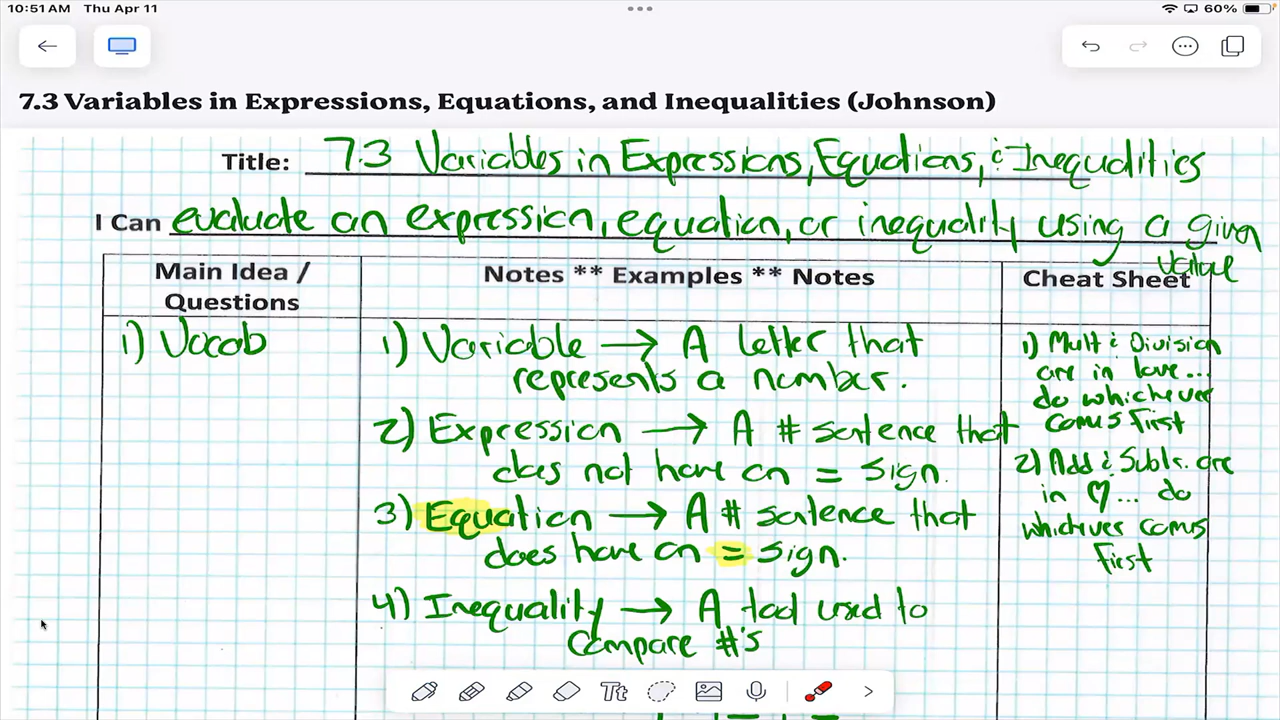 10:51 AM Thu Apr 11
60%
7.3 Variables in Expressions, Equations, and Inequalities (Johnson)
Title: 7.3 Variables in Expressions, Equations, & Inequalities
I Can evaluate an expression, equation, or inequality using a given
value
Main Idea /
Questions
Notes ** Examples ** Notes
Cheat Sheet
1) Vocab
1) Variable → A letter that
represents a number.
2) Expression → A # sentence that
does not have an = sign.
3) Equation → A # sentence that
does have an = sign.
4) Inequality → A tool used to
compare #'s
1) Mult & Division
are in love...
do whichever
comes first
2) Add & Subtr. are
in ♡... do
whichever comes
first
Tt